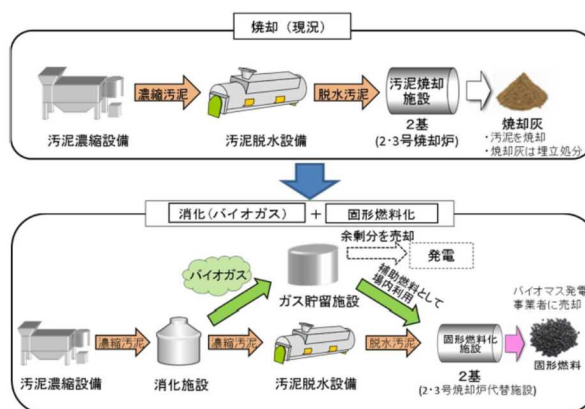 焼却（現況）
濃縮汚泥
脱水汚泥
汚泥焼却
施設
汚泥濃縮設備
汚泥脱水設備
2基
(2・3号焼却炉)
焼却灰
・汚泥を焼却
・焼却灰は埋立処分
消化(バイオガス) + 固形燃料化
余剰分を売却
発電
バイオガス
ガス貯留施設
補助燃料として
場内利用
バイオマス発電
事業者に売却
濃縮汚泥
濃縮汚泥
脱水汚泥
固形燃料化
施設
固形燃料
汚泥濃縮設備
消化施設
汚泥脱水設備
2基
(2・3号焼却炉代替施設)